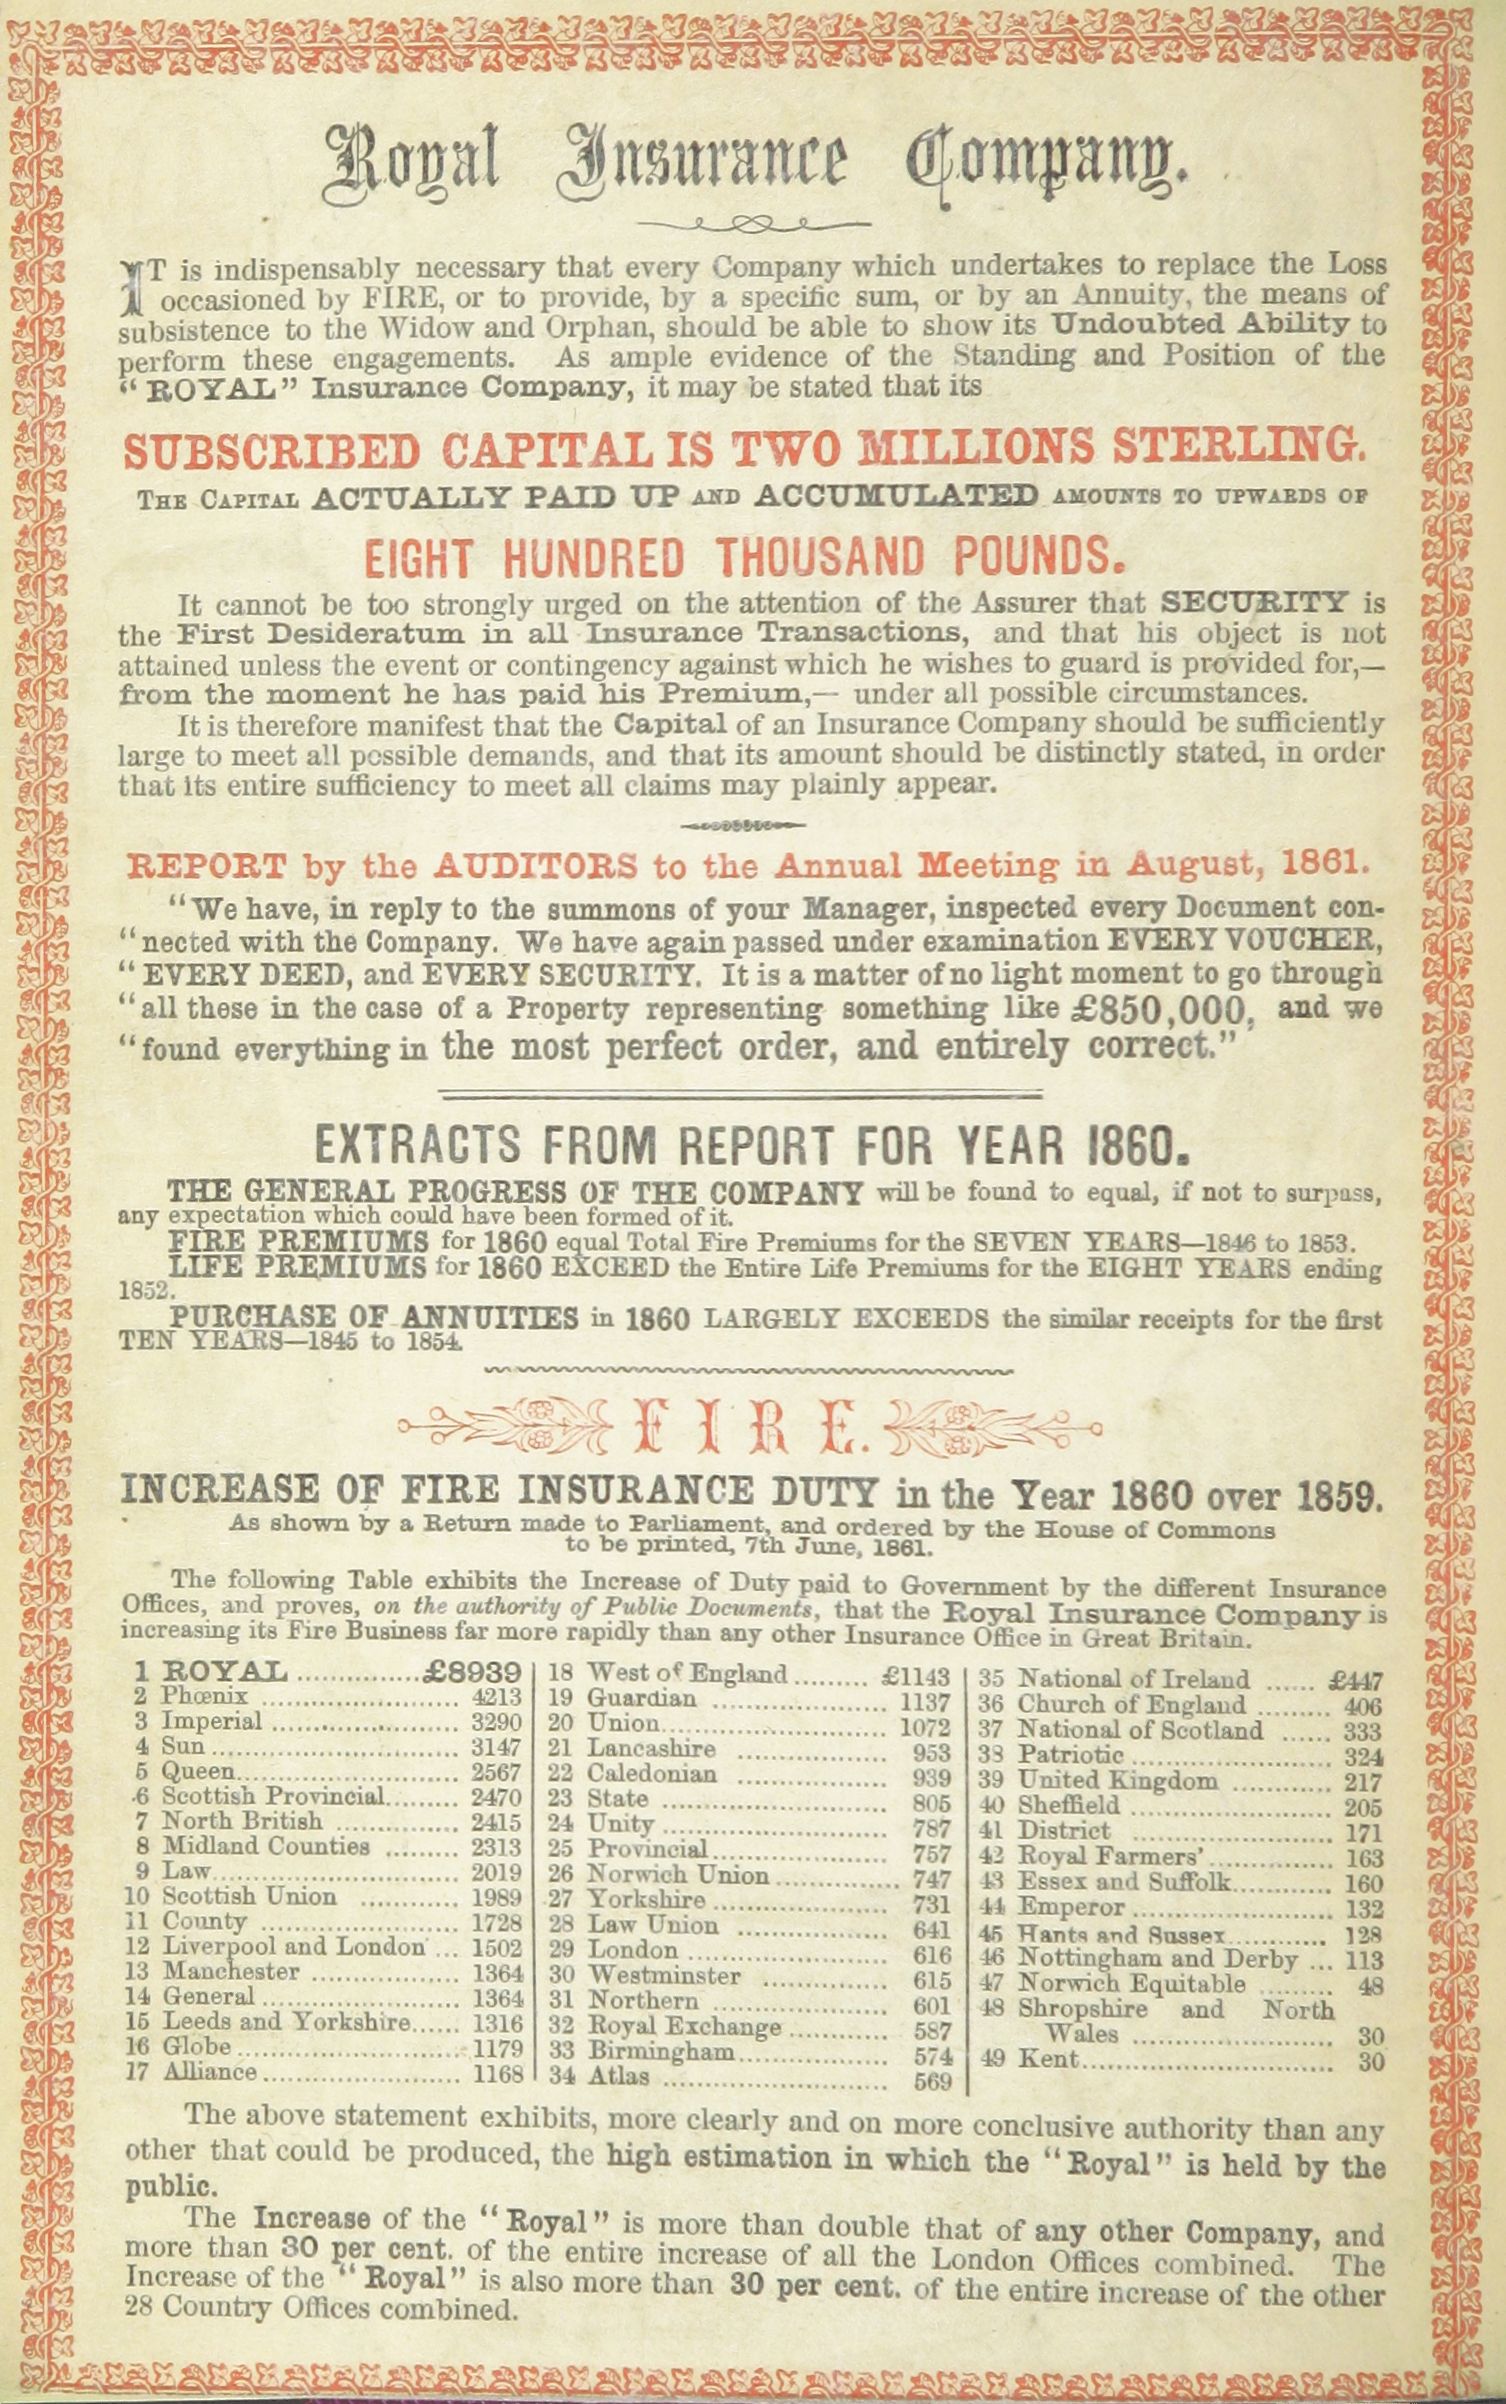 Royal Insurance Company.
IT is indispensably necessary that every Company which undertakes to replace the Loss
occasioned by FIRE, or to provide, by a specific sum, or by an Annuity, the means of
subsistence to the Widow and Orphan, should be able to show its Undoubted Ability to
perform these engagements. As ample evidence of the Standing and Position of the
"ROYAL" Insurance Company, it may be stated that its
SUBSCRIBED CAPITAL IS TWO MILLIONS STERLING.
THE CAPITAL ACTUALLY PAID UP AND ACCUMULATED AMOUNTS TO UPWARDS OF
EIGHT HUNDRED THOUSAND POUNDS.
It cannot be too strongly urged on the attention of the Assurer that SECURITY is
the First Desideratum in all Insurance Transactions, and that his object is not
attained unless the event or contingency against which he wishes to guard is provided for,—
from the moment he has paid his Premium,— under all possible circumstances.
It is therefore manifest that the Capital of an Insurance Company should be sufficiently
large to meet all possible demands, and that its amount should be distinctly stated, in order
that its entire sufficiency to meet all claims may plainly appear.
REPORT by the AUDITORS to the Annual Meeting in August, 1861.
"We have, in reply to the summons of your Manager, inspected every Document con-
"nected with the Company. We have again passed under examination EVERY VOUCHER,
"EVERY DEED, and EVERY SECURITY. It is a matter of no light moment to go through
"all these in the case of a Property representing something like £850,000, and we
"found everything in the most perfect order, and entirely correct."
EXTRACTS FROM REPORT FOR YEAR 1860.
THE GENERAL PROGRESS OF THE COMPANY will be found to equal, if not to surpass,
any expectation which could have been formed of it.
FIRE PREMIUMS for 1860 equal Total Fire Premiums for the SEVEN YEARS—1846 to 1853.
LIFE PREMIUMS for 1860 EXCEED the Entire Life Premiums for the EIGHT YEARS ending
1852.
PURCHASE OF ANNUITIES in 1860 LARGELY EXCEEDS the similar receipts for the first
TEN YEARS—1845 to 1854.
FIRE.
INCREASE OF FIRE INSURANCE DUTY in the Year 1860 over 1859.
As shown by a Return made to Parliament, and ordered by the House of Commons
to be printed, 7th June, 1861.
The following Table exhibits the Increase of Duty paid to Government by the different Insurance
Offices, and proves, on the authority of Public Documents, that the Royal Insurance Company is
increasing its Fire Business far more rapidly than any other Insurance Office in Great Britain.
1 ROYAL ............... £8939
2 Phœnix ............... 4213
3 Imperial ............... 3290
4 Sun ............... 3147
5 Queen ............... 2567
6 Scottish Provincial ......... 2470
7 North British ............... 2415
8 Midland Counties ......... 2313
9 Law ............... 2019
10 Scottish Union ............ 1989
11 County ............... 1728
12 Liverpool and London ... 1502
13 Manchester ............... 1364
14 General ............... 1364
15 Leeds and Yorkshire ...... 1316
16 Globe ............... 1179
17 Alliance ............... 1168
18 West of England ......... £1143
19 Guardian ............... 1137
20 Union ............... 1072
21 Lancashire ............... 953
22 Caledonian ............... 939
23 State ............... 805
24 Unity ............... 787
25 Provincial ............... 757
26 Norwich Union ............... 747
27 Yorkshire ............... 731
28 Law Union ............... 641
29 London ............... 616
30 Westminster ............ 615
31 Northern ............... 601
32 Royal Exchange ............ 587
33 Birmingham ............... 574
34 Atlas ............... 569
35 National of Ireland ...... £447
36 Church of England ......... 406
37 National of Scotland ...... 333
38 Patriotic ............... 324
39 United Kingdom ............ 217
40 Sheffield ............... 205
41 District ............... 171
42 Royal Farmers' ............... 163
43 Essex and Suffolk ............ 160
44 Emperor ............... 132
45 Hants and Sussex ............ 128
46 Nottingham and Derby ... 113
47 Norwich Equitable ......... 48
48 Shropshire and North
Wales ............... 30
49 Kent ............... 30
The above statement exhibits, more clearly and on more conclusive authority than any
other that could be produced, the high estimation in which the "Royal" is held by the
public.
The Increase of the "Royal" is more than double that of any other Company, and
more than 30 per cent. of the entire increase of all the London Offices combined. The
Increase of the "Royal" is also more than 30 per cent. of the entire increase of the other
28 Country Offices combined.